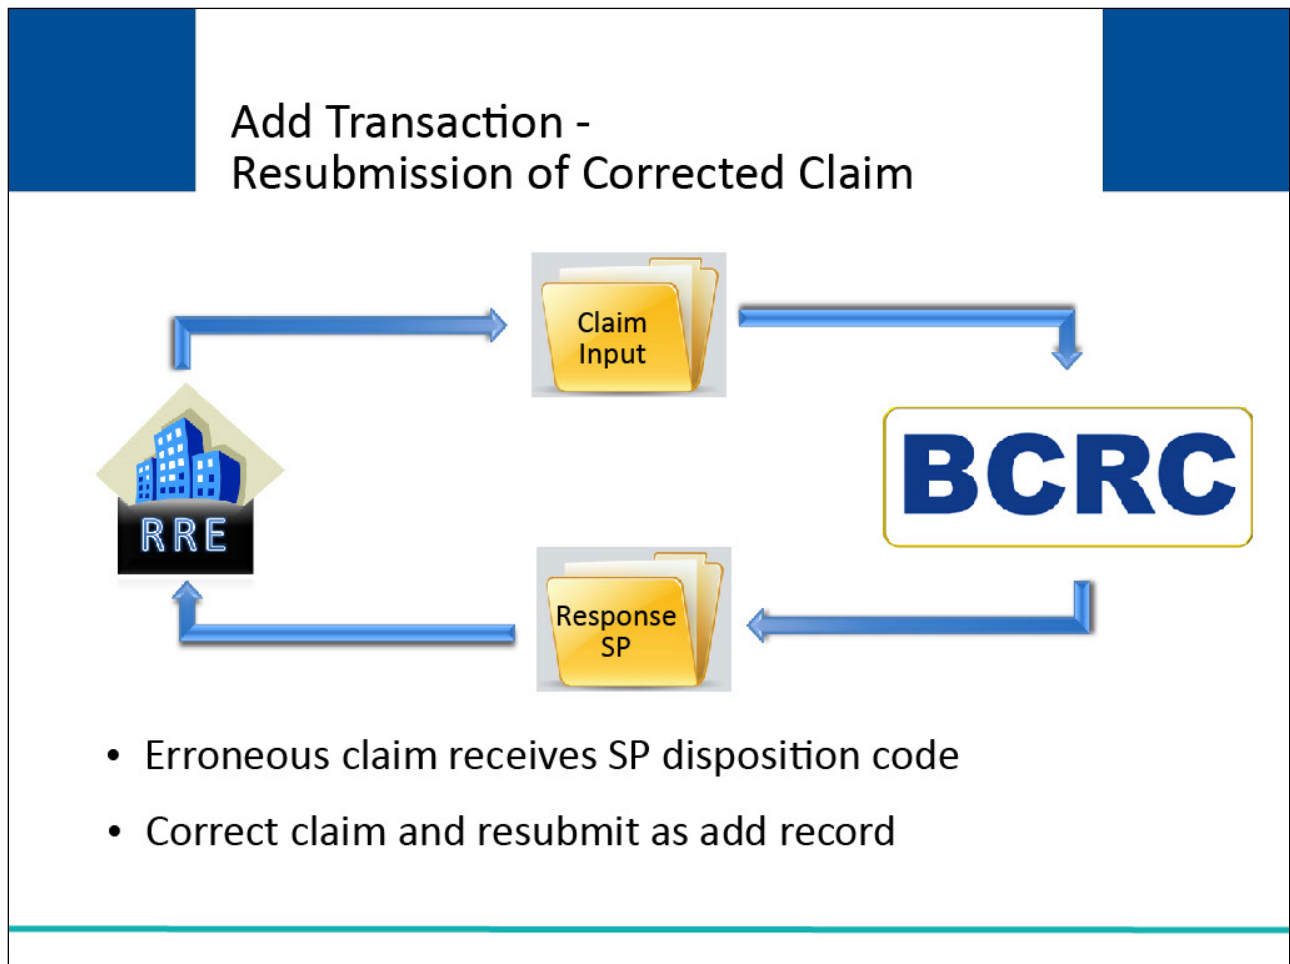 Add Transaction -
Resubmission of Corrected Claim
Claim
Input
RRE
BCRC
Response
SP
• Erroneous claim receives SP disposition code
• Correct claim and resubmit as add record